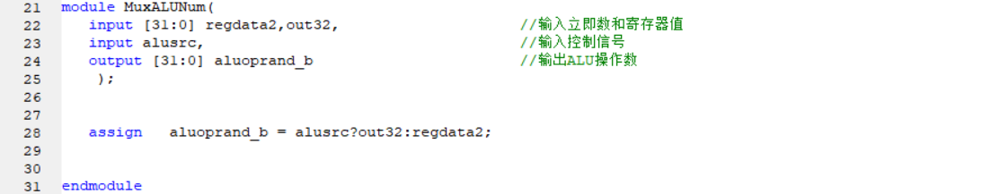 21 module MuxALUNum(
22 input [31:0] regdata2,out32, //输入立即数和寄存器值
23 input alusrc, //输入控制信号
24 output [31:0] aluoprand_b //输出ALU操作数
25 );
26
27
28 assign aluoprand_b = alusrc?out32:regdata2;
29
30
31 endmodule